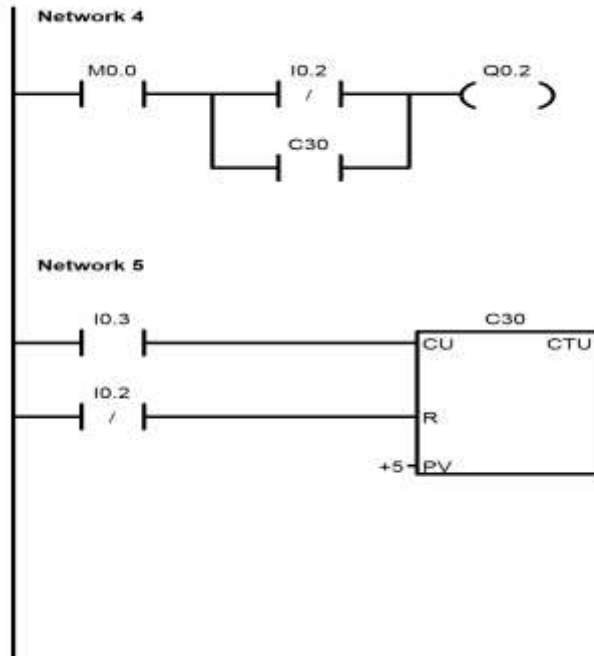 Network 4
M0.0 I0.2 Q0.2
/
C30
Network 5
I0.3 C30
CU CTU
I0.2
/ R
+5 PV